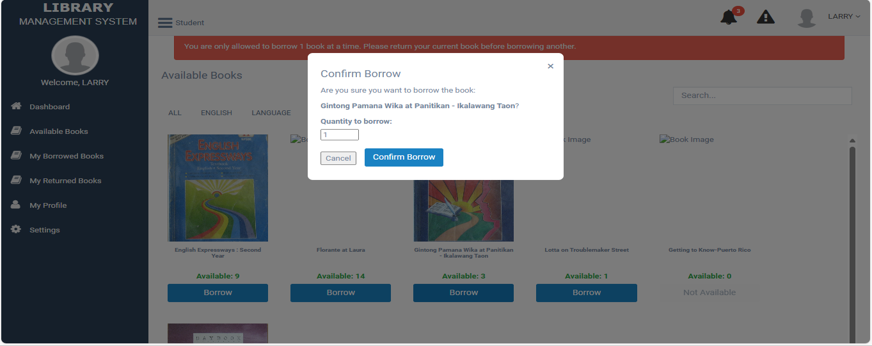 LIBRARY
MANAGEMENT SYSTEM
Welcome, LARRY
Dashboard
Available Books
My Borrowed Books
My Returned Books
My Profile
Settings
Student
3
LARRY
You are only allowed to borrow 1 book at a time. Please return your current book before borrowing another.
Available Books
Search...
ALL
ENGLISH
LANGUAGE
Confirm Borrow
×
Are you sure you want to borrow the book:
Gintong Pamana Wika at Panitikan - Ikalawang Taon?
Quantity to borrow:
1
Cancel
Confirm Borrow
ENGLISH
EXPRESSWAYS
Image
Book Image
English Expressways : Second
Year
Available: 9
Borrow
Florante at Laura
Available: 14
Borrow
Gintong Pamana Wika at Panitikan
- Ikalawang Taon
Available: 3
Borrow
Lotta on Troublemaker Street
Available: 1
Borrow
Getting to Know Puerto Rico
Available: 0
Not Available